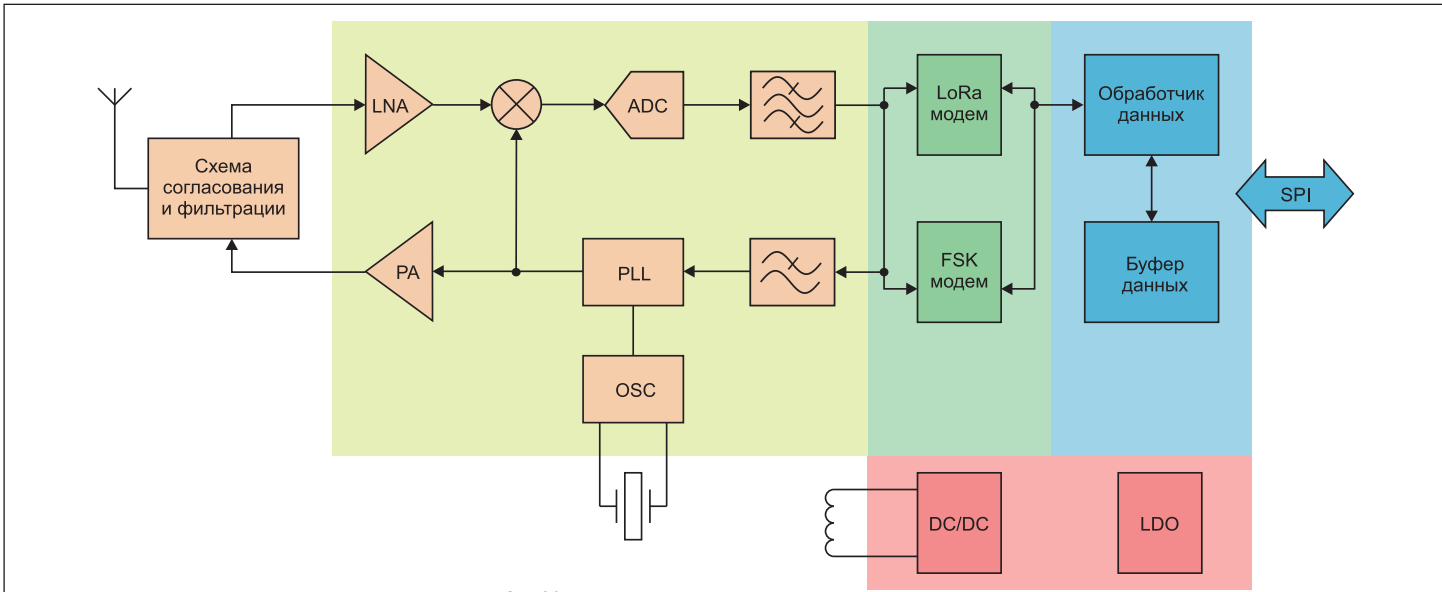 LNA
ADC
LoRa
модем
Обработчик
данных
Схема
согласования
и фильтрации
SPI
PA
PLL
FSK
модем
Буфер
данных
OSC
DC/DC
LDO